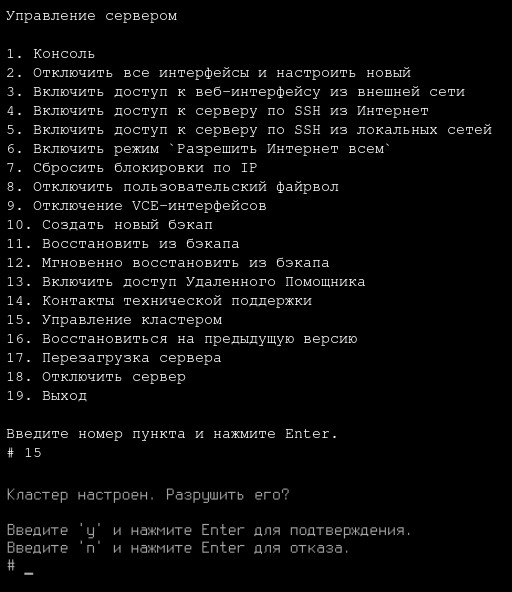 Управление сервером
1. Консоль
2. Отключить все интерфейсы и настроить новый
3. Включить доступ к веб-интерфейсу из внешней сети
4. Включить доступ к серверу по SSH из Интернет
5. Включить доступ к серверу по SSH из локальных сетей
6. Включить режим `Разрешить Интернет всем`
7. Сбросить блокировки по IP
8. Отключить пользовательский файрвол
9. Отключение VCE-интерфейсов
10. Создать новый бэкап
11. Восстановить из бэкапа
12. Мгновенно восстановить из бэкапа
13. Включить доступ Удаленного Помощника
14. Контакты технической поддержки
15. Управление кластером
16. Восстановиться на предыдущую версию
17. Перезагрузка сервера
18. Отключить сервер
19. Выход
Введите номер пункта и нажмите Enter.
# 15
Кластер настроен. Разрушить его?
Введите 'y' и нажмите Enter для подтверждения.
Введите 'n' и нажмите Enter для отказа.
# _